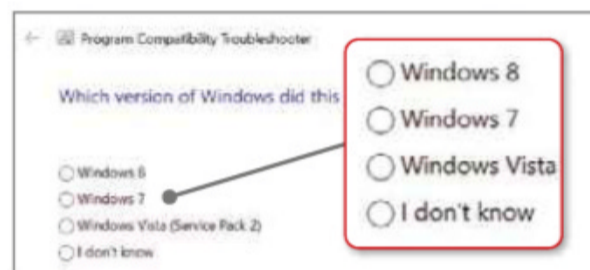 Program Compatibility Troubleshooter
Which version of Windows did this
Windows 8
Windows 7
Windows Vista (Service Pack 2)
I don't know
Windows 8
Windows 7
Windows Vista
I don't know